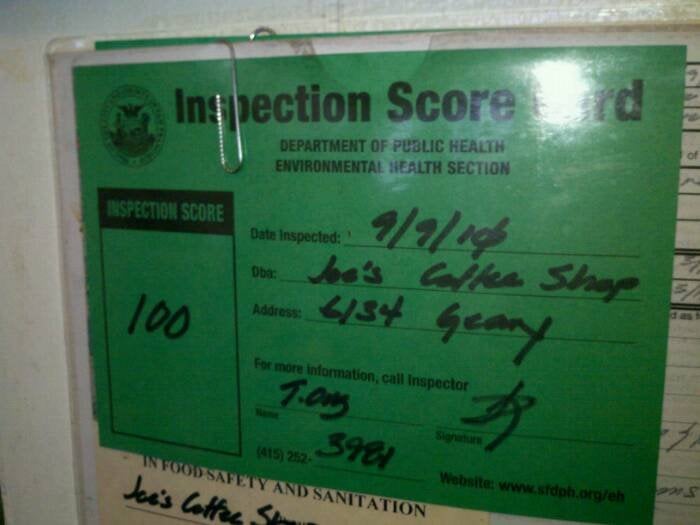 Inspection Score Card
DEPARTMENT OF PUBLIC HEALTH
ENVIRONMENTAL HEALTH SECTION
INSPECTION SCORE
100
Date Inspected: 9/9/10
Dba: Joe's Coffee Shop
Address: 6134 Geary
For more information, call Inspector
T. Ong
Name
Signature
(415) 252-3981
Website: www.sfdph.org/eh
IN FOOD SAFETY AND SANITATION
Joe's Coffee